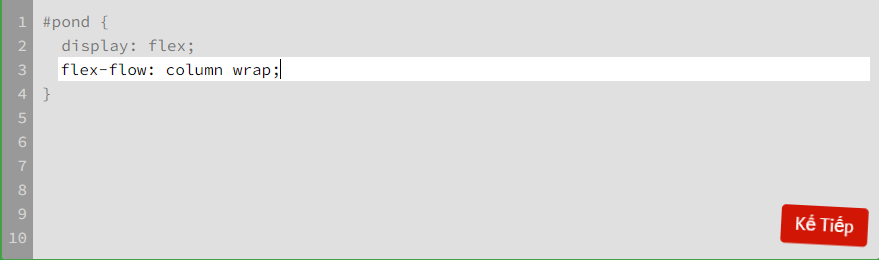 1 #pond {
2 display: flex;
3 flex-flow: column wrap;
4 }
5
6
7
8
9
10
Kế Tiếp